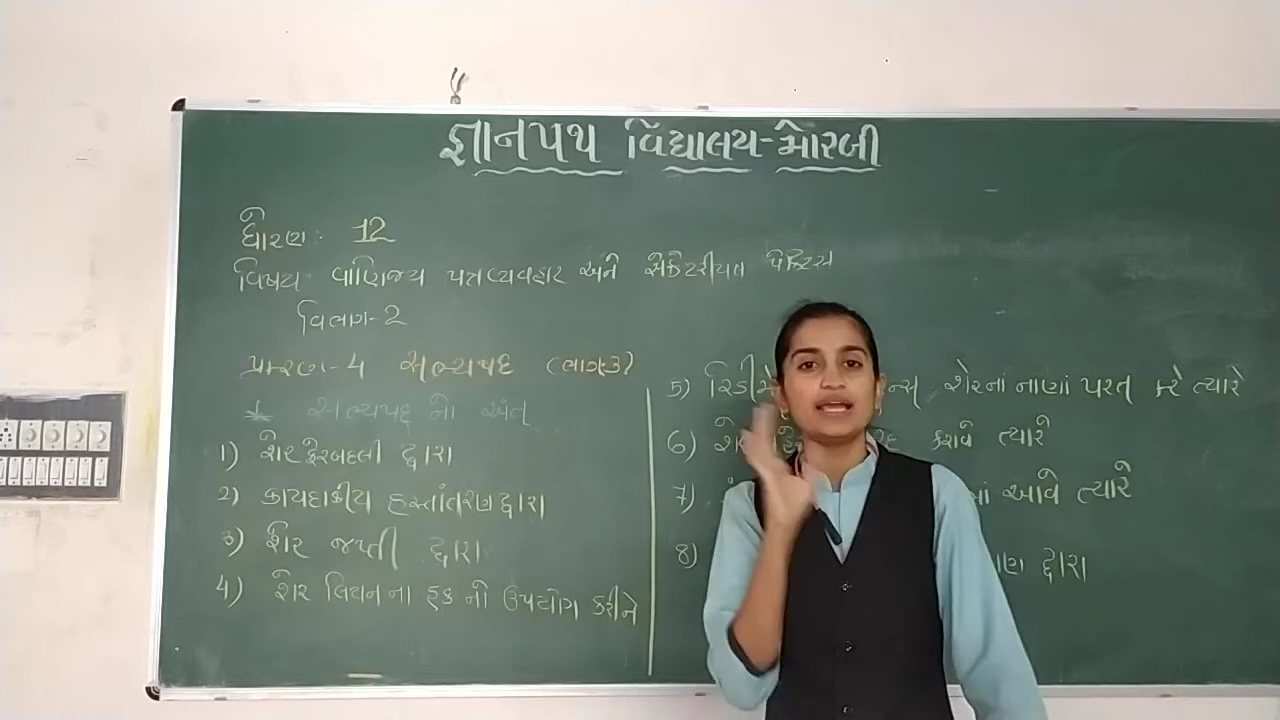 જ્ઞાનપથ વિદ્યાલય-મોરબી
ધોરણ: 12
વિષય: વાણિજ્ય પત્રવ્યવહાર અને સેક્રેટરીયલ પ્રેક્ટિસ
વિભાગ-2
પ્રકરણ-4 સભ્યપદ (ભાગ-3)
* સભ્યપદ નો અંત
1) શેરફેરબદલી દ્વારા
2) કાયદાકીય હસ્તાંતરણ દ્વારા
3) શેર જપ્તી દ્વારા
4) શેર લિયન ના હક નો ઉપયોગ કરીને
5) શેરનાં નાણાં પરત કરે ત્યારે
6) કરાવે ત્યારે
7) આવે ત્યારે
8) દ્વારા